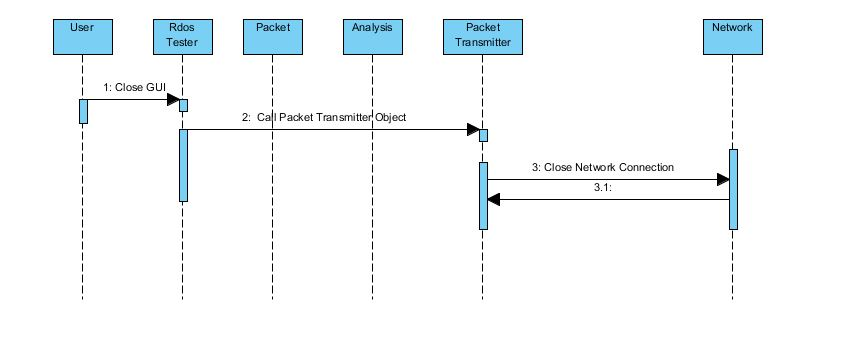 User
Rdos
Tester
Packet
Analysis
Packet
Transmitter
Network
1: Close GUI
2:  Call Packet Transmitter Object
3: Close Network Connection
3.1: